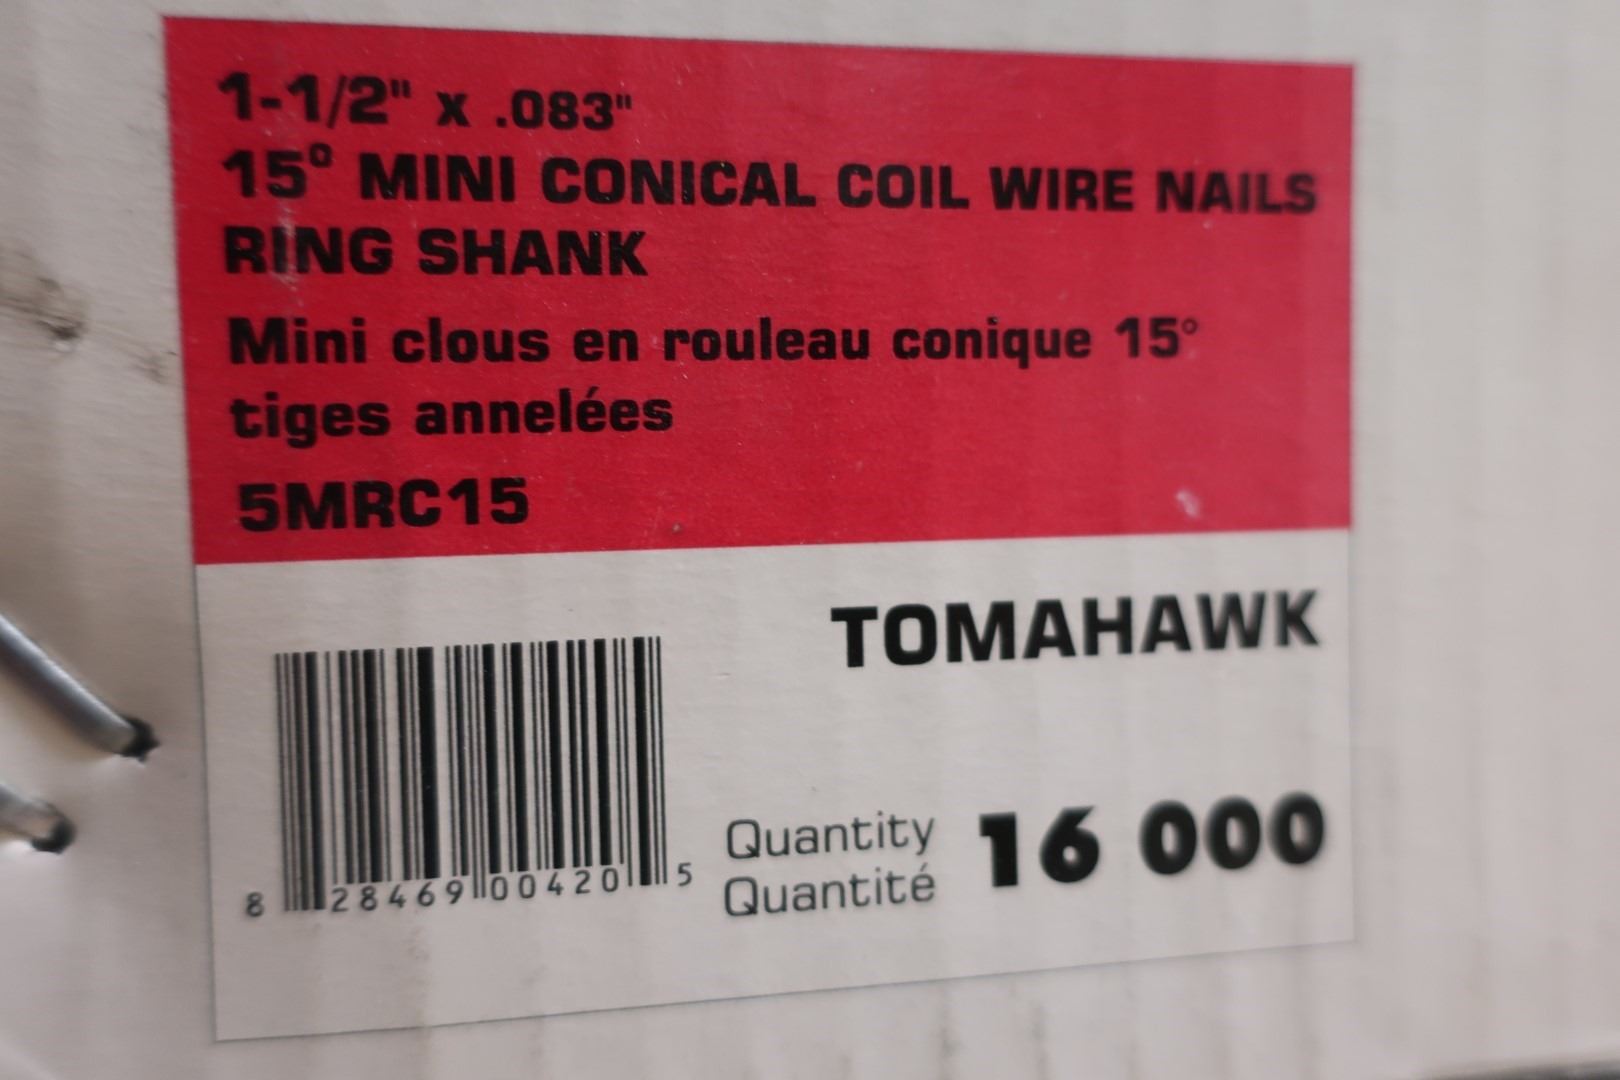 1-1/2" x .083"
15° MINI CONICAL COIL WIRE NAILS
RING SHANK
Mini clous en rouleau conique 15°
tiges annelées
5MRC15
TOMAHAWK
8 28469 00420 5
Quantity
Quantité
16 000